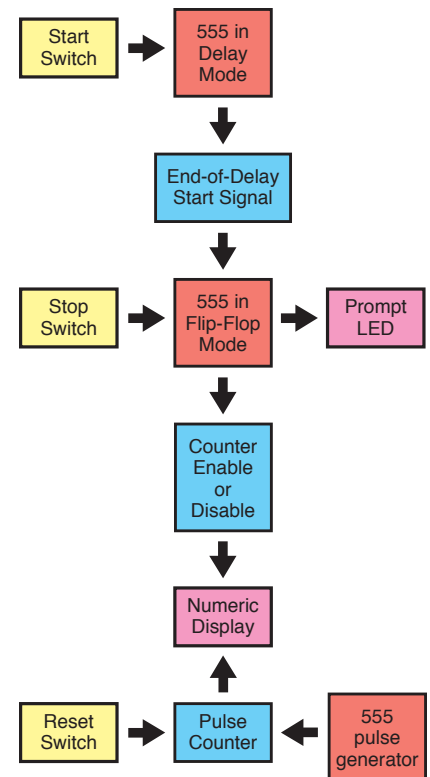 Start
Switch
555 in
Delay
Mode
End-of-Delay
Start Signal
Stop
Switch
555 in
Flip-Flop
Mode
Prompt
LED
Counter
Enable
or
Disable
Numeric
Display
Reset
Switch
Pulse
Counter
555
pulse
generator